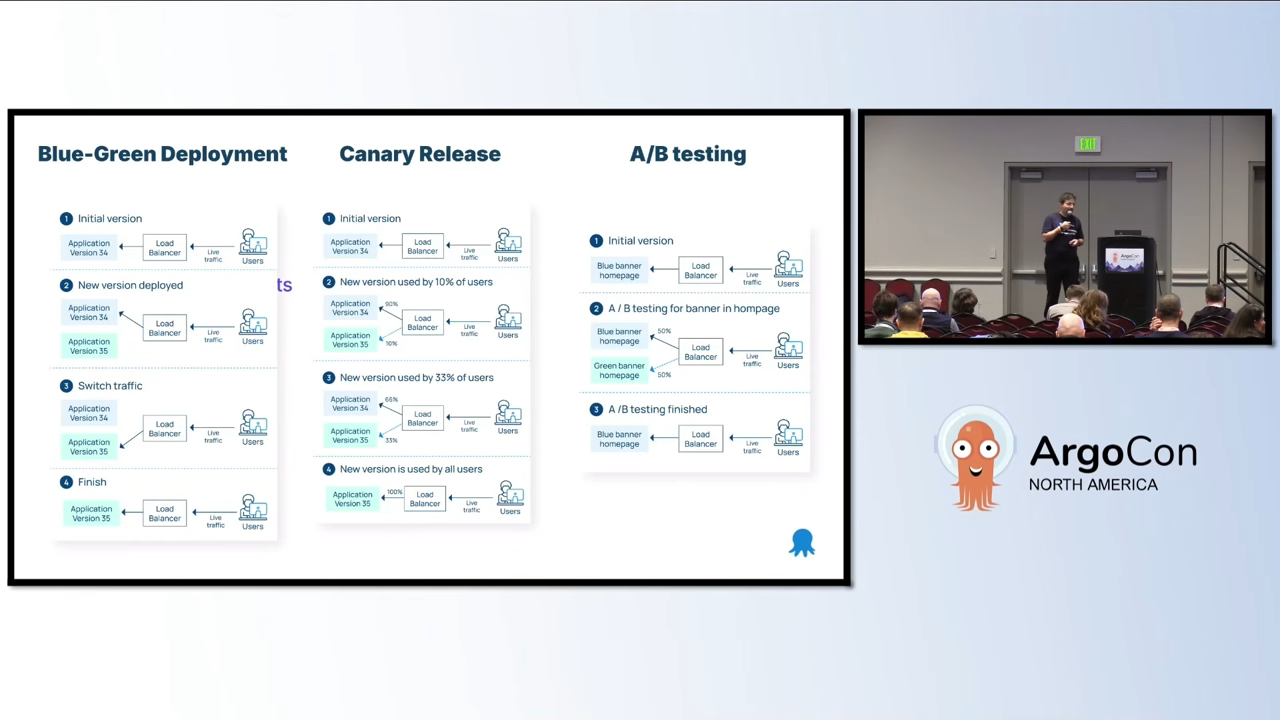 Blue-Green Deployment
1 Initial version
Application
Version 34
Load
Balancer
Live
traffic
Users
2 New version deployed
ts
Application
Version 34
Application
Version 35
Load
Balancer
Live
traffic
Users
3 Switch traffic
Application
Version 34
Application
Version 35
Load
Balancer
Live
traffic
Users
4 Finish
Application
Version 35
Load
Balancer
Live
traffic
Users
Canary Release
1 Initial version
Application
Version 34
Load
Balancer
Live
traffic
Users
2 New version used by 10% of users
Application
Version 34
90%
Application
Version 35
10%
Load
Balancer
Live
traffic
Users
3 New version used by 33% of users
Application
Version 34
66%
Application
Version 35
33%
Load
Balancer
Live
traffic
Users
4 New version is used by all users
Application
Version 35
100%
Load
Balancer
Live
traffic
Users
A/B testing
1 Initial version
Blue banner
homepage
Load
Balancer
Live
traffic
Users
2 A / B testing for banner in hompage
Blue banner
homepage
50%
Green banner
homepage
50%
Load
Balancer
Live
traffic
Users
3 A /B testing finished
Blue banner
homepage
Load
Balancer
Live
traffic
Users
EXIT
ArgoCon
ArgoCon
NORTH AMERICA